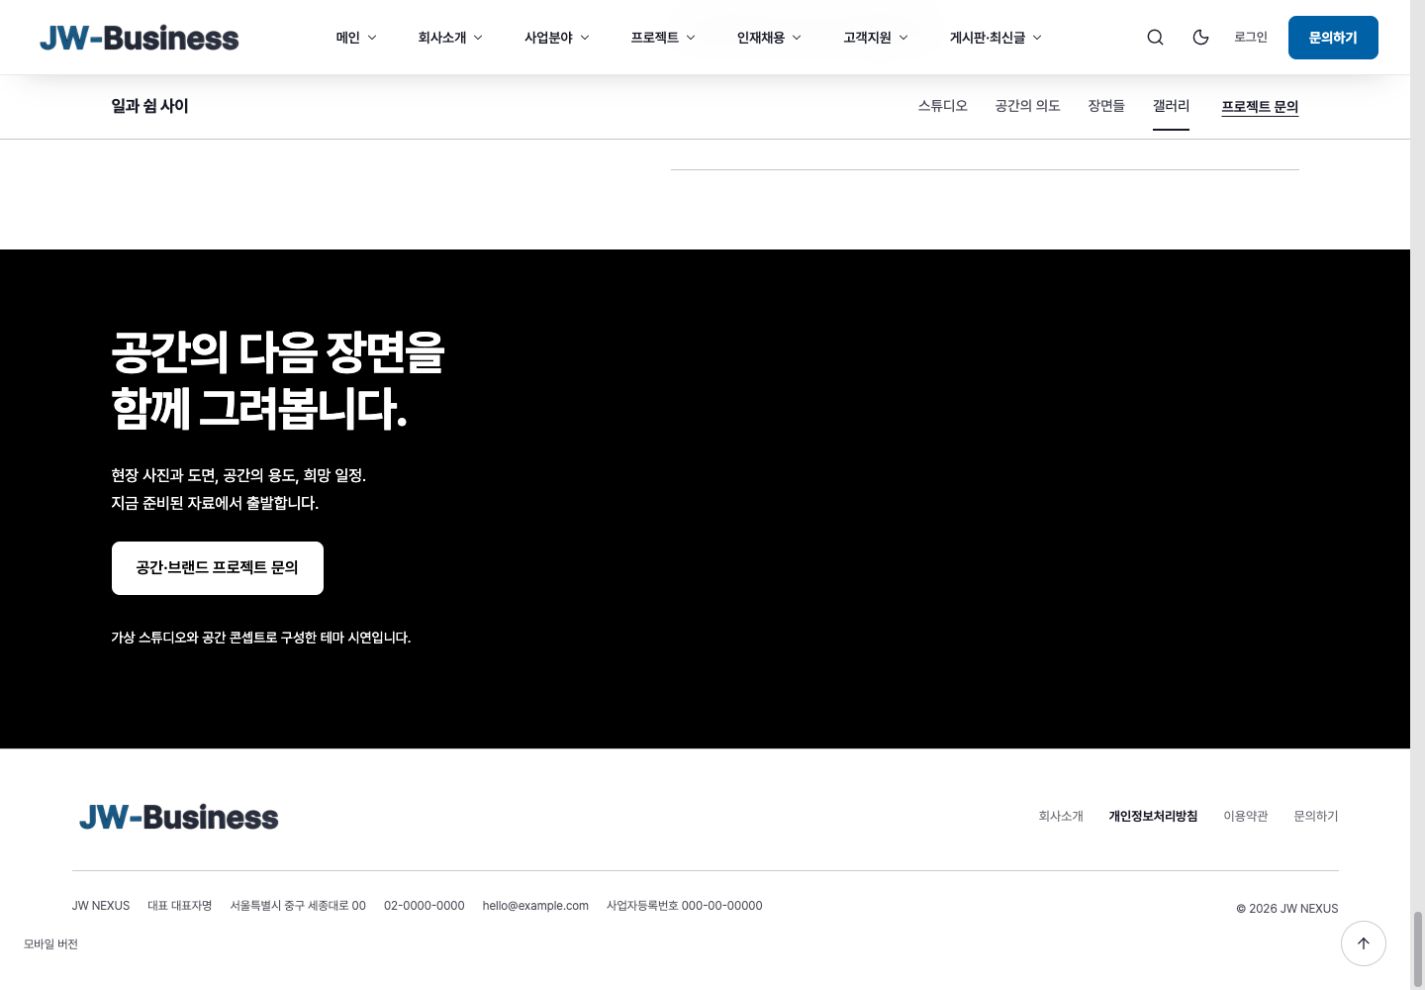 JW-Business
메인
회사소개
사업분야
프로젝트
인재채용
고객지원
게시판·최신글
로그인
문의하기
일과 쉼 사이
스튜디오
공간의 의도
장면들
갤러리
프로젝트 문의
공간의 다음 장면을
함께 그려봅니다.
현장 사진과 도면, 공간의 용도, 희망 일정.
지금 준비된 자료에서 출발합니다.
공간·브랜드 프로젝트 문의
가상 스튜디오와 공간 콘셉트로 구성한 테마 시연입니다.
JW-Business
회사소개
개인정보처리방침
이용약관
문의하기
JW NEXUS 대표 대표자명 서울특별시 중구 세종대로 00 02-0000-0000 hello@example.com 사업자등록번호 000-00-00000
© 2026 JW NEXUS
모바일 버전